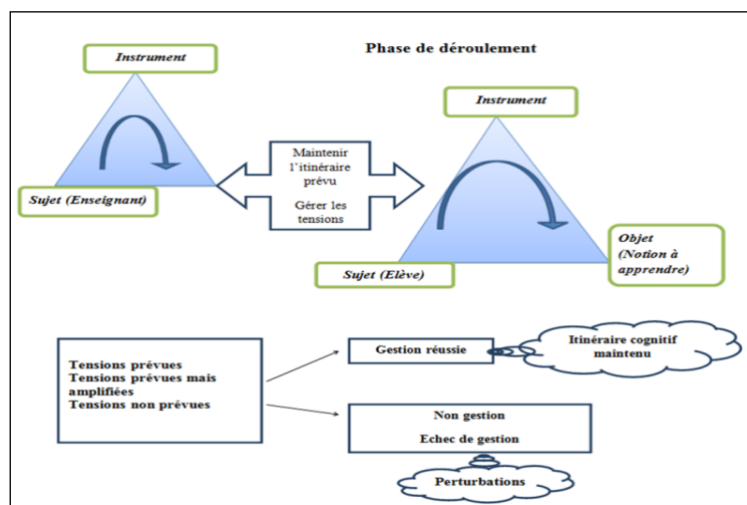 Phase de déroulement
Instrument
Sujet (Enseignant)
Maintenir
l'itinéraire
prévu
Gérer les
tensions
Instrument
Sujet (Elève)
Objet
(Notion à
apprendre)
Tensions prévues
Tensions prévues mais
amplifiées
Tensions non prévues
Gestion réussie
Itinéraire cognitif
maintenu
Non gestion
Echec de gestion
Perturbations